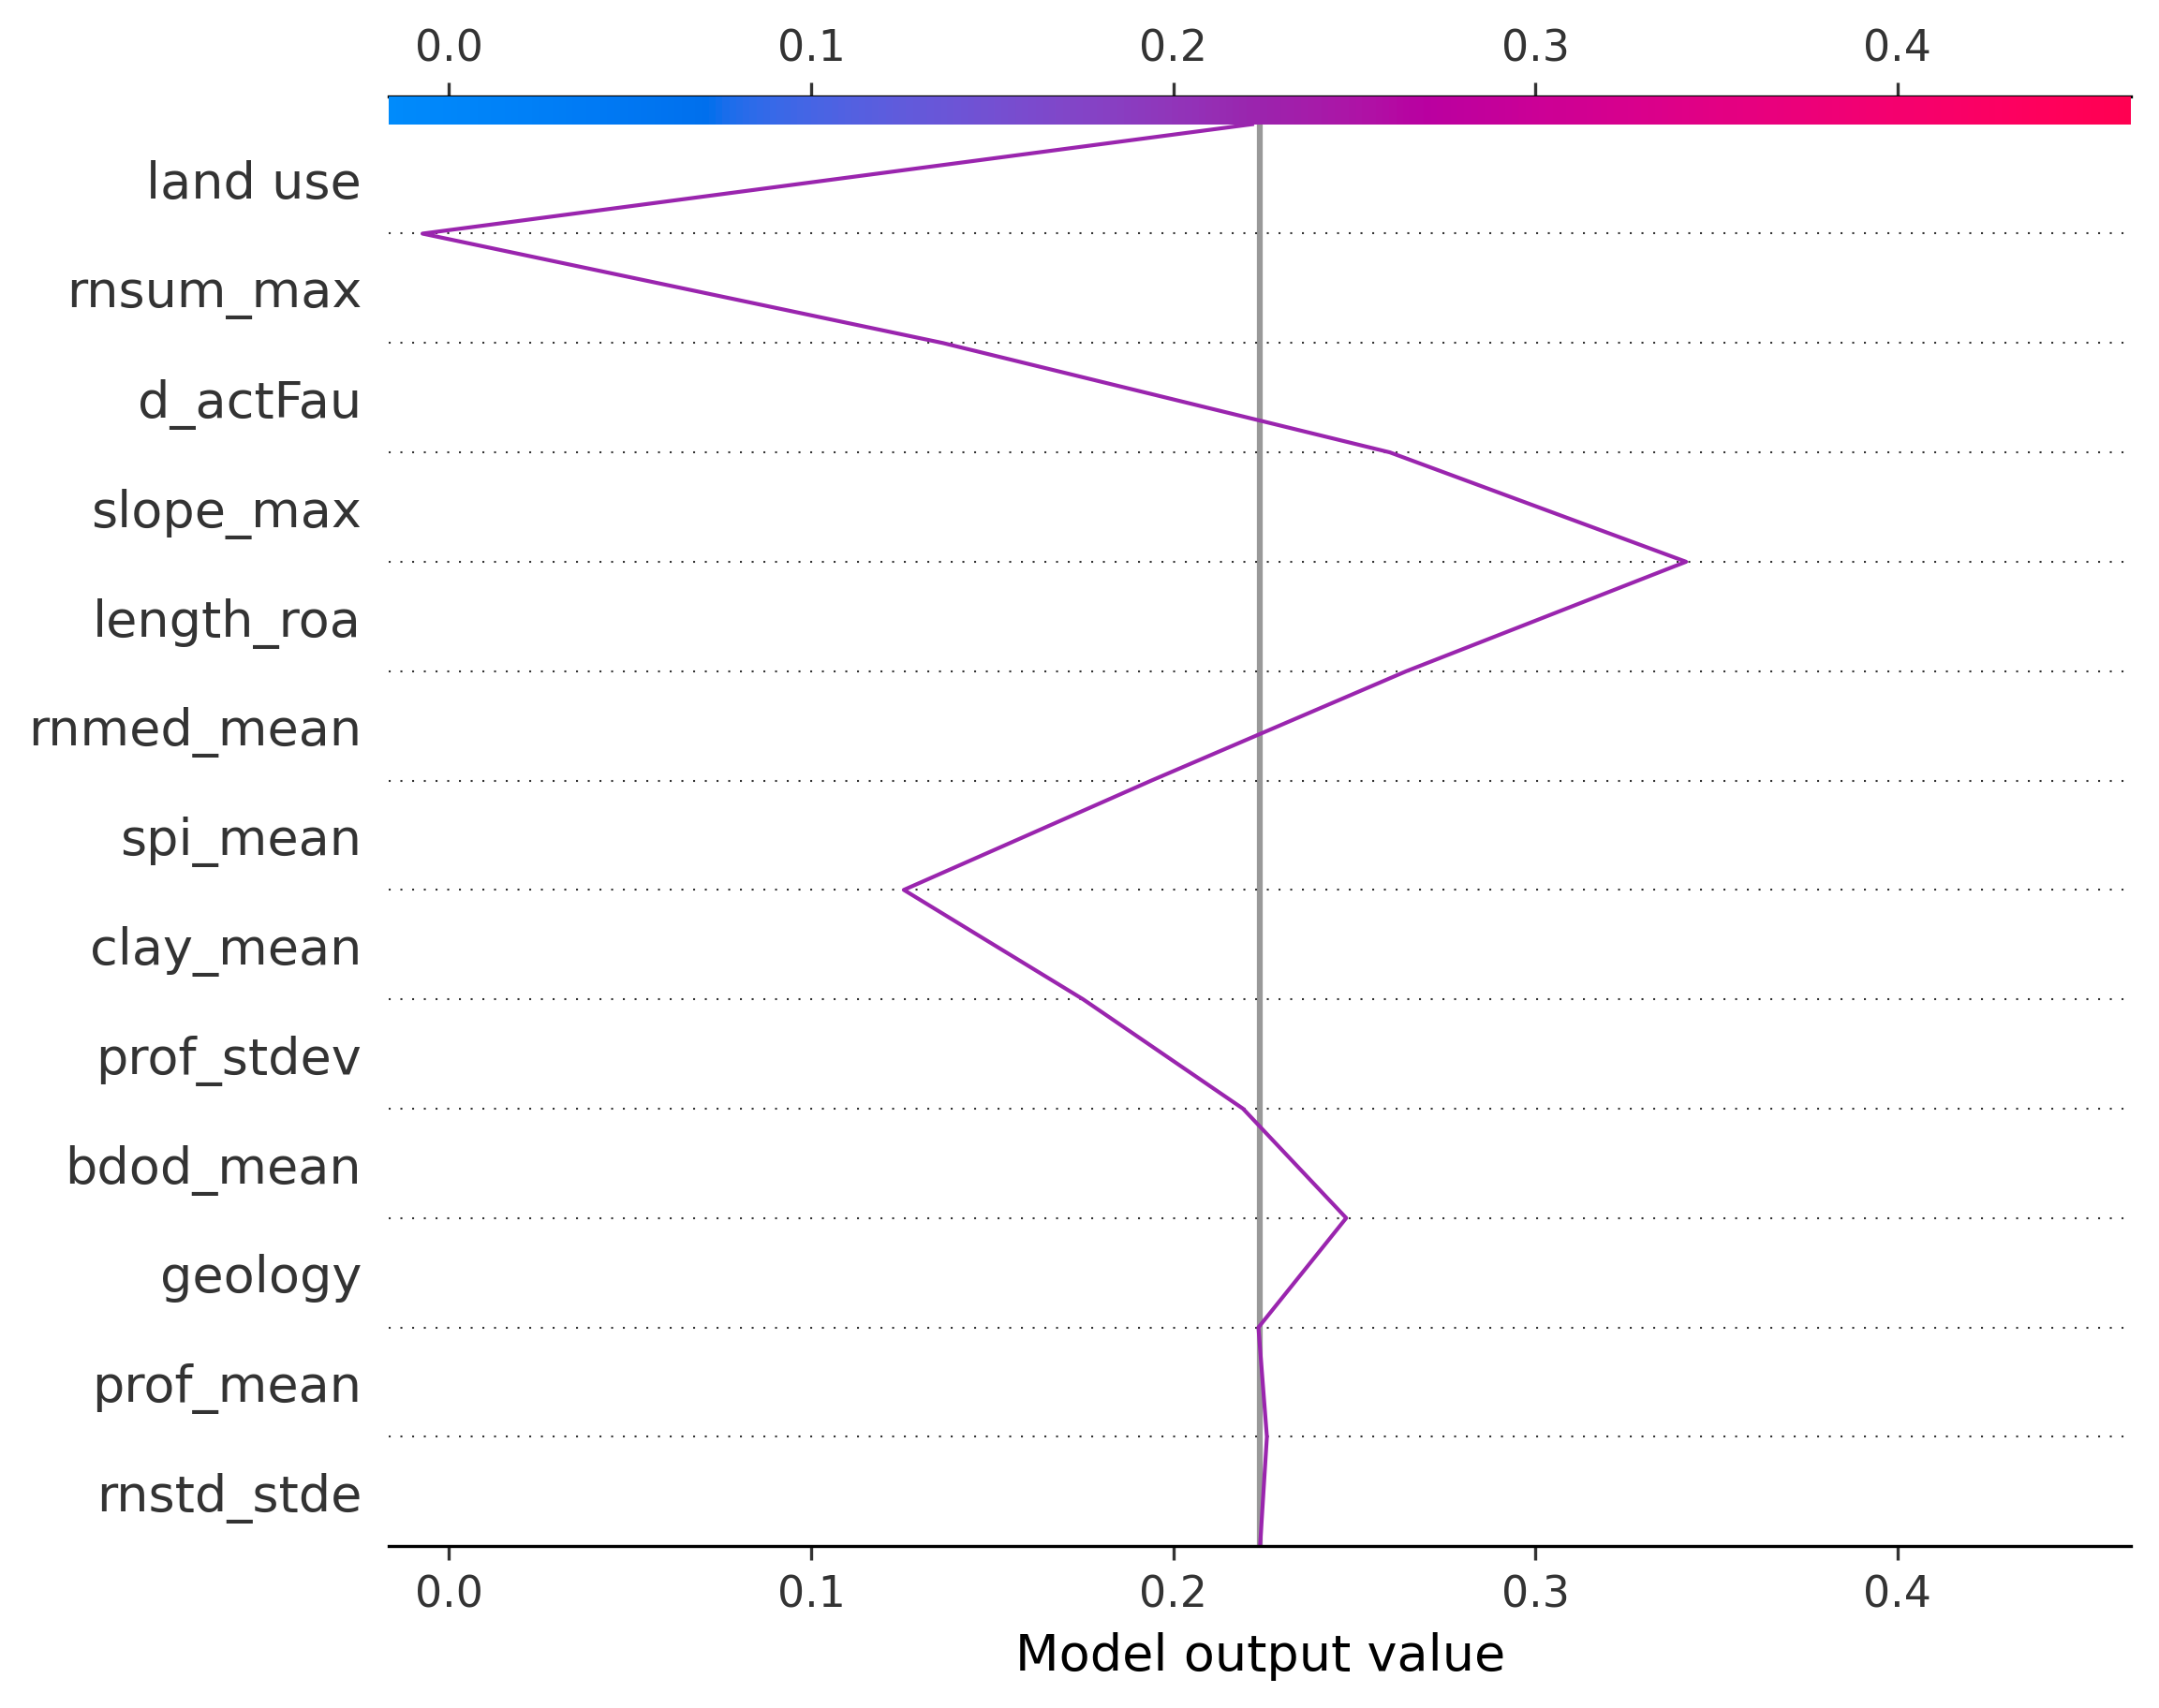 0.0 0.1 0.2 0.3 0.4
land use
rnsum_max
d_actFau
slope_max
length_roa
rnmed_mean
spi_mean
clay_mean
prof_stdev
bdod_mean
geology
prof_mean
rnstd_stde
0.0 0.1 0.2 0.3 0.4
Model output value